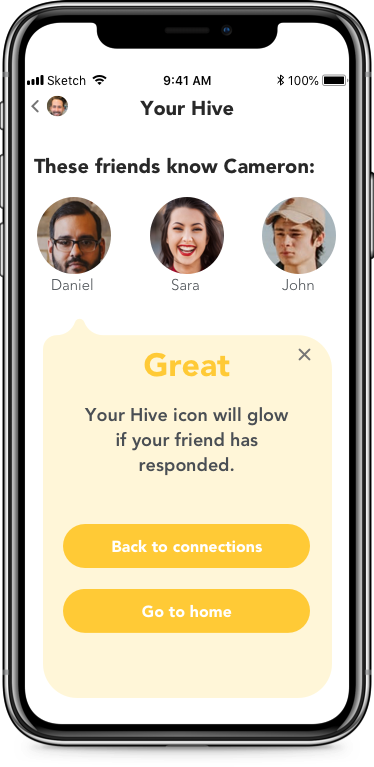 Sketch 9:41 AM 100%
Your Hive
These friends know Cameron:
Daniel Sara John
Great
Your Hive icon will glow
if your friend has
responded.
Back to connections
Go to home